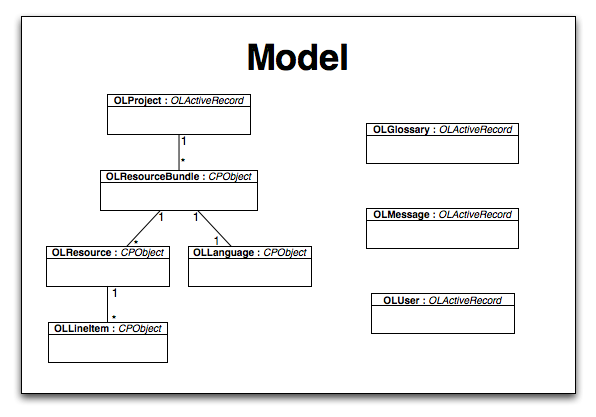 Model
OLProject : OLActiveRecord
1
*
OLResourceBundle : CPObject
1
1
*
1
OLResource : CPObject
OLLanguage : CPObject
1
*
OLLineItem : CPObject
OLGlossary : OLActiveRecord
OLMessage : OLActiveRecord
OLUser : OLActiveRecord